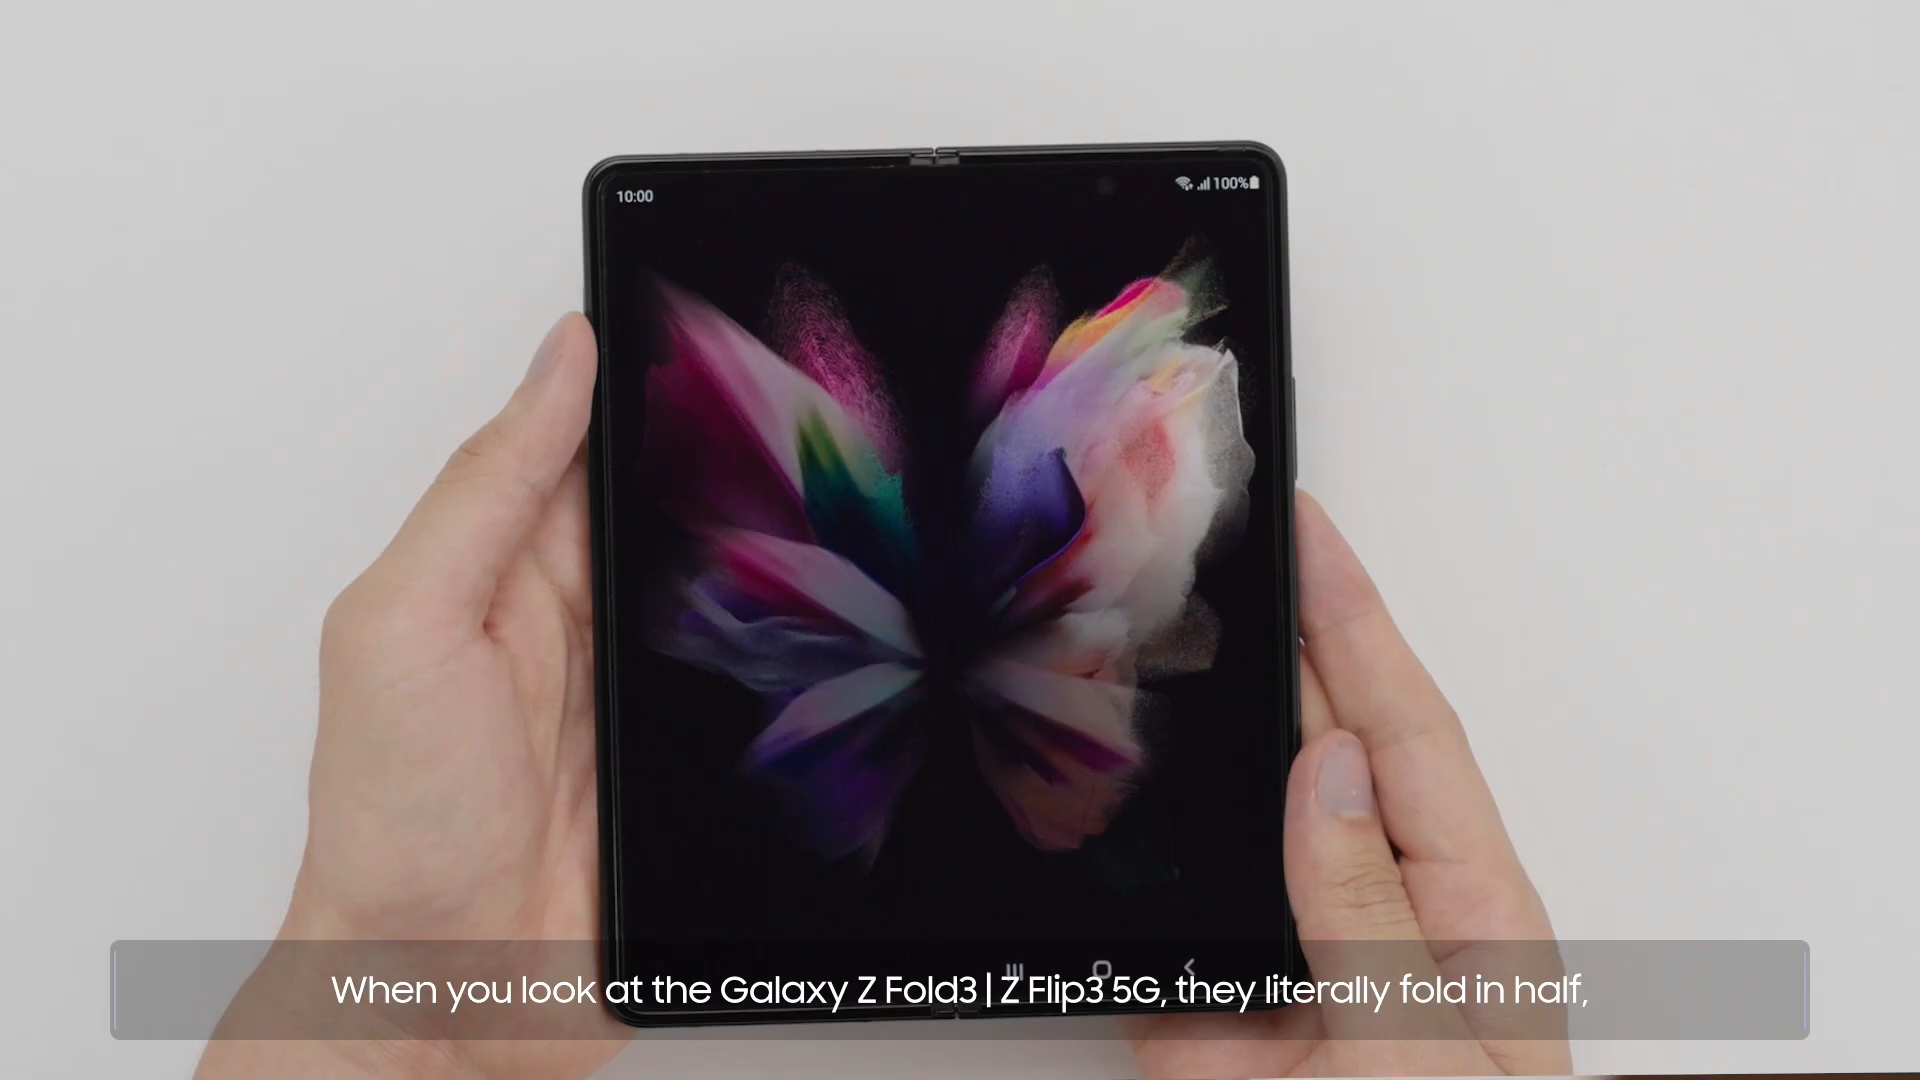 10:00
100%
When you look at the Galaxy Z Fold3 | Z Flip3 5G, they literally fold in half,